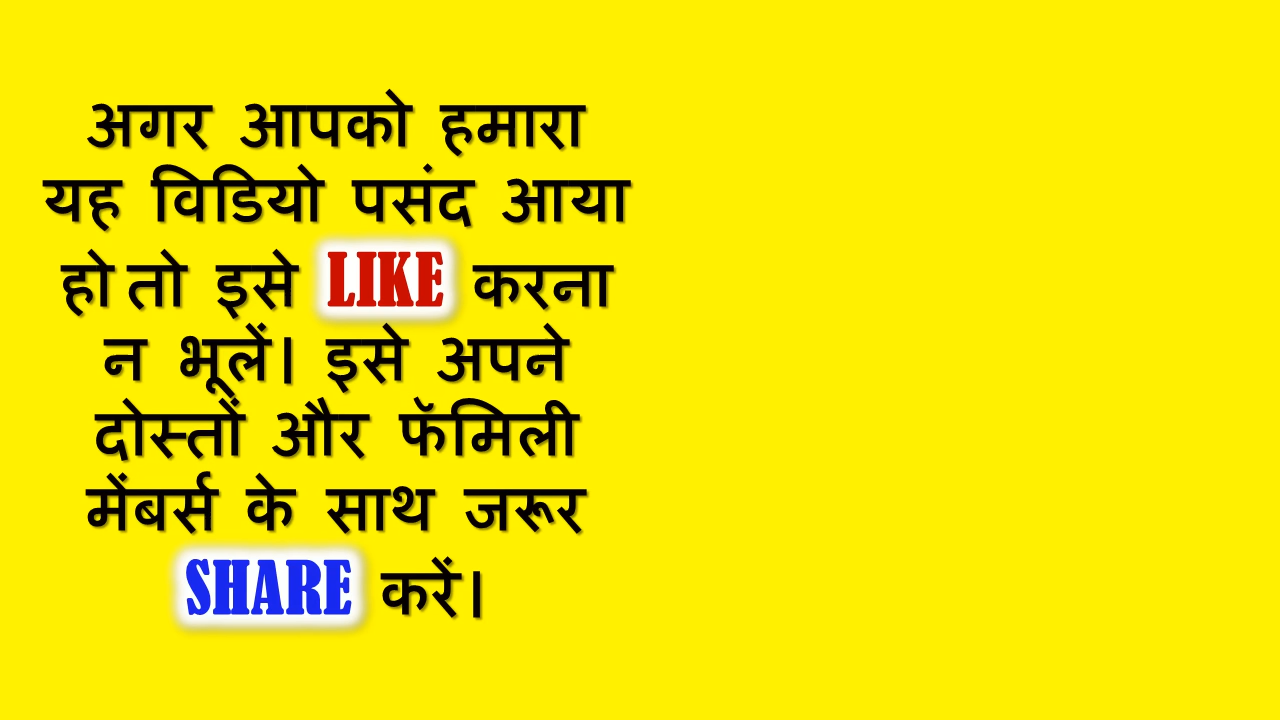 अगर आपको हमारा
यह विडियो पसंद आया
हो तो इसे LIKE करना
न भूलें। इसे अपने
दोस्तों और फॅमिली
मेंबर्स के साथ जरूर
SHARE करें।